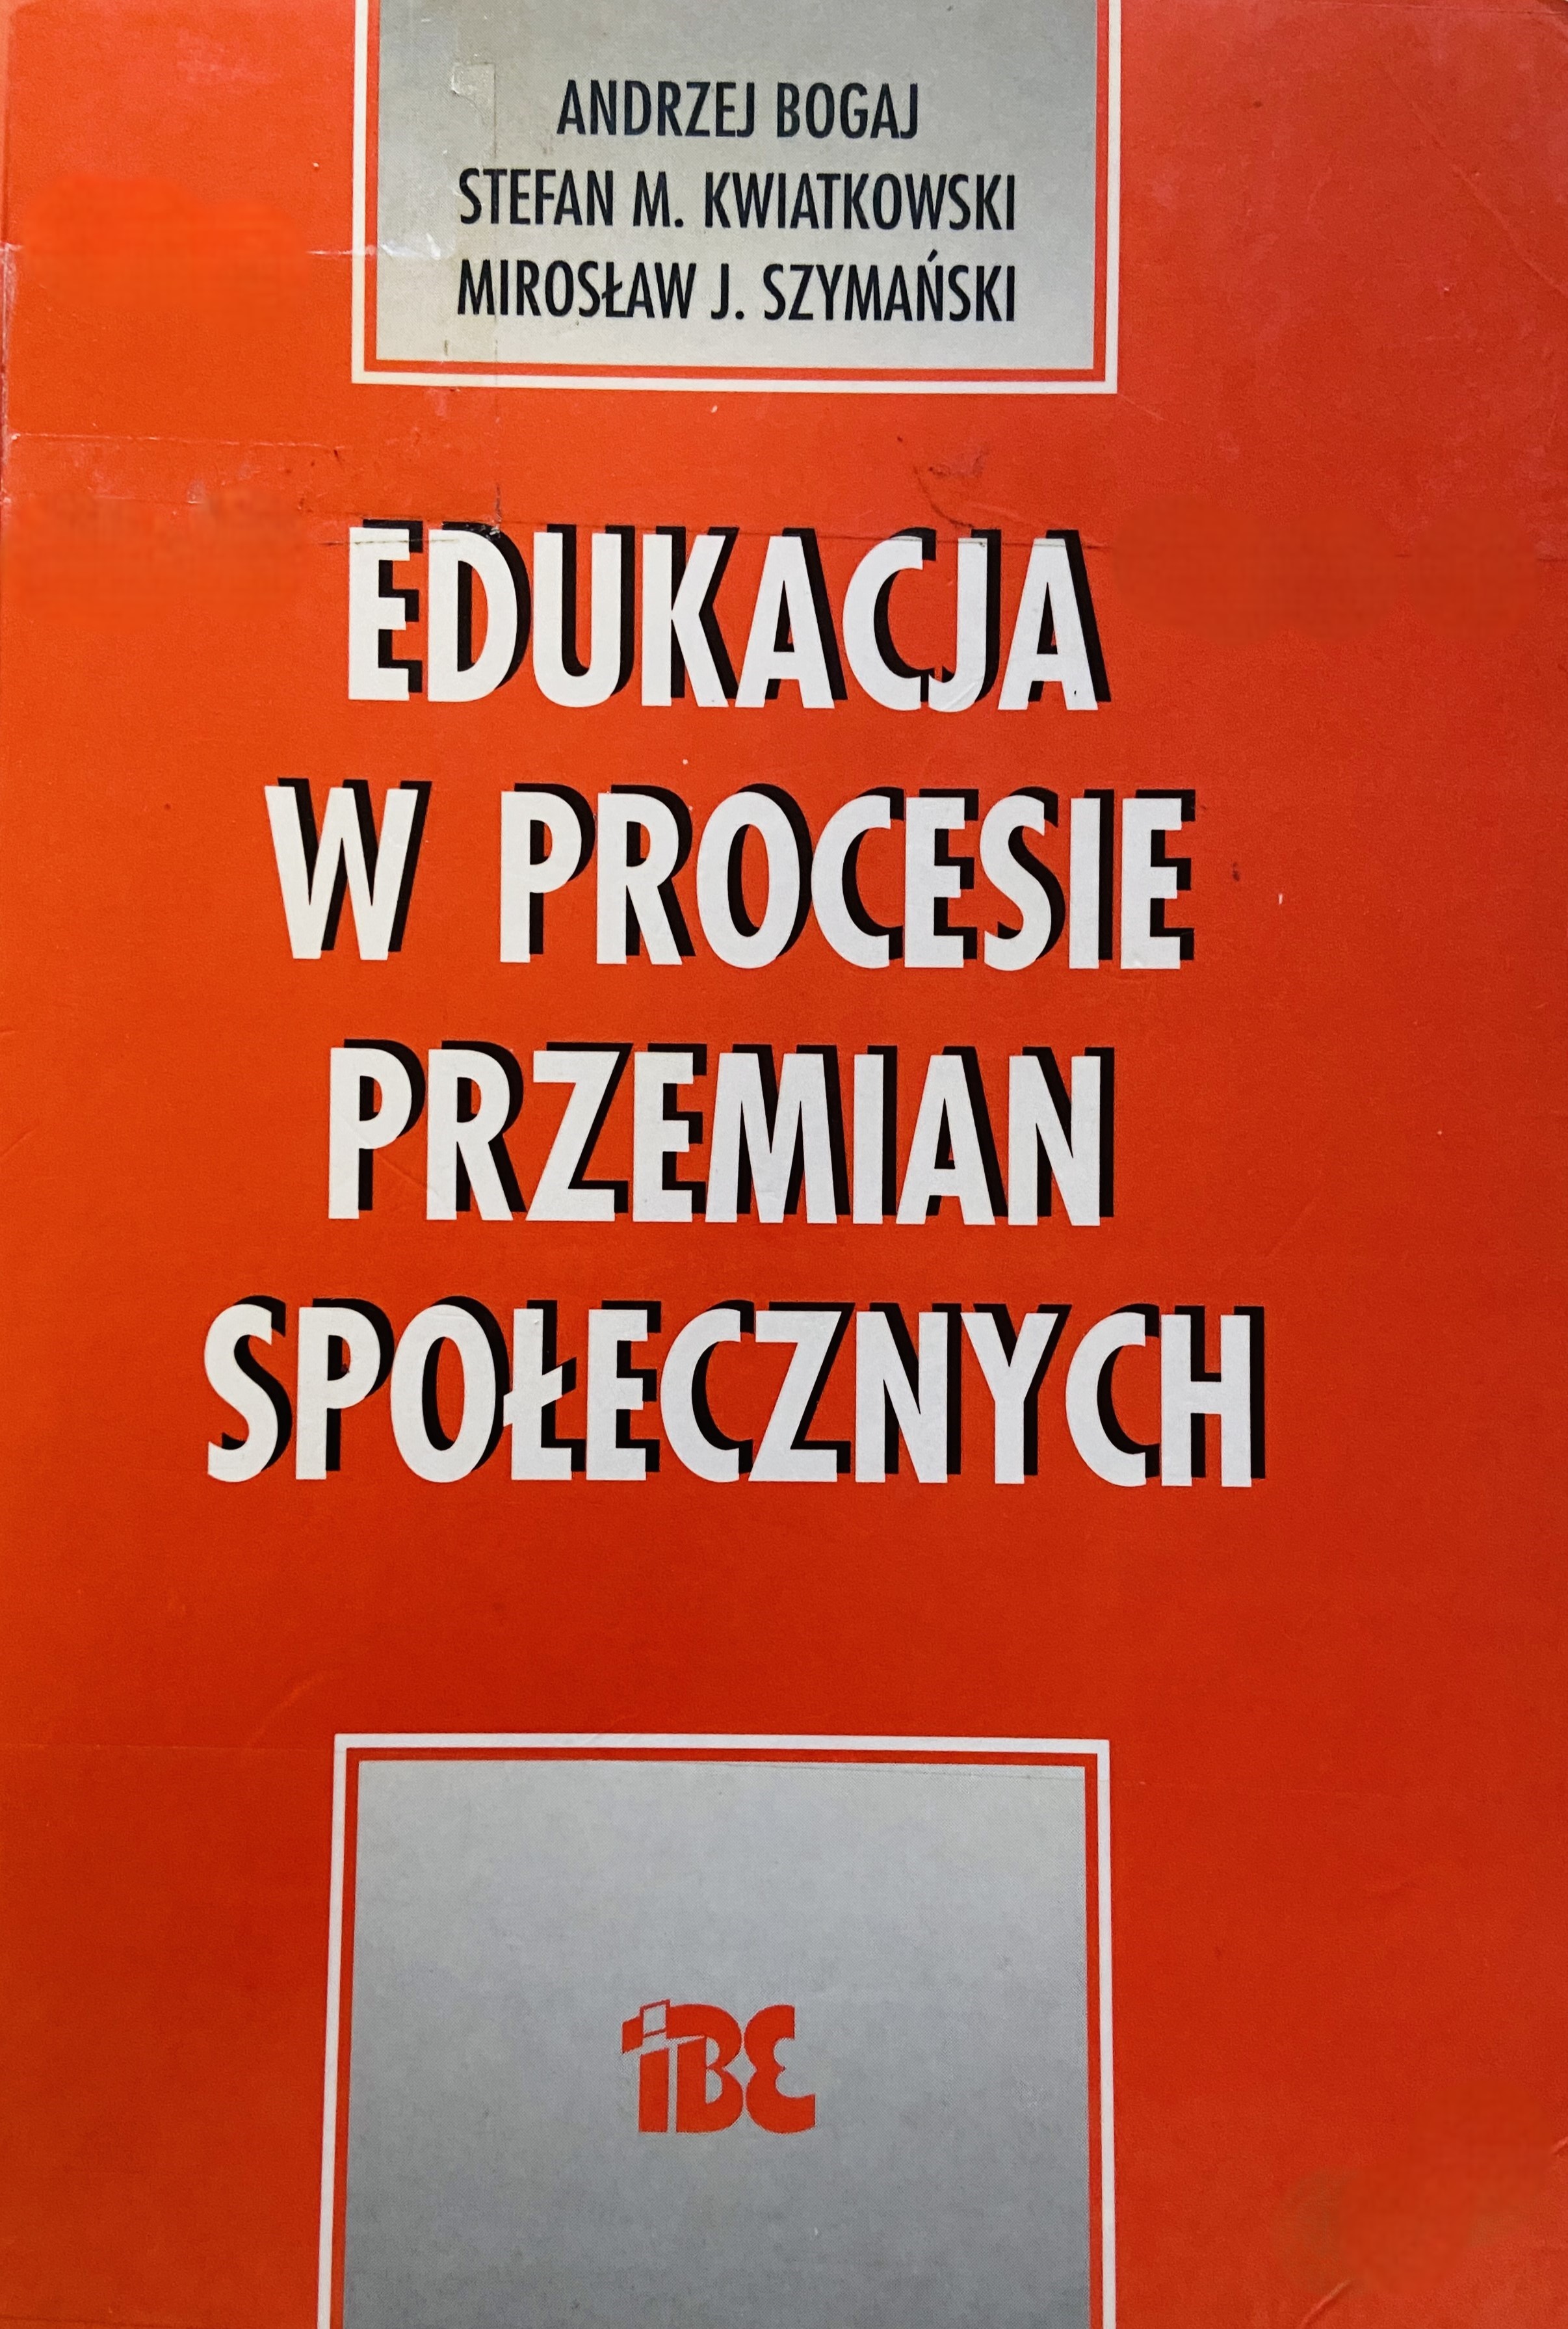 ANDRZEJ BOGAJ
STEFAN M. KWIATKOWSKI
MIROSŁAW J. SZYMAŃSKI
EDUKACJA
W PROCESIE
PRZEMIAN
SPOŁECZNYCH
iBE